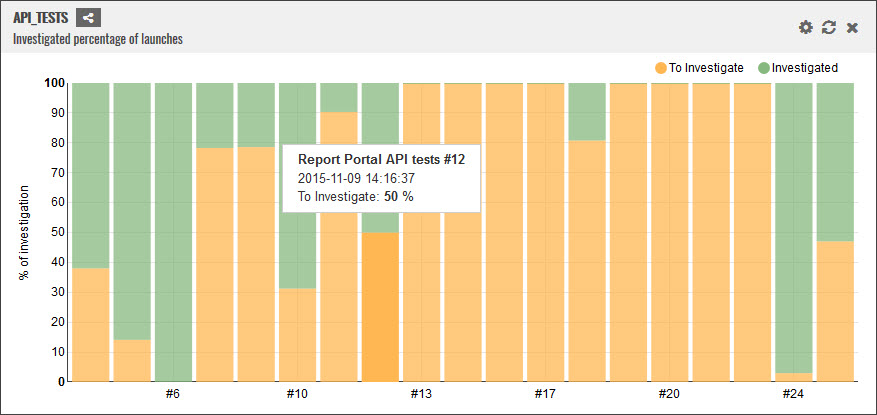 API_TESTS
Investigated percentage of launches
To Investigate
Investigated
100
90
80
70
60
50
40
30
20
10
0
% of investigation
Report Portal API tests #12
2015-11-09 14:16:37
To Investigate: 50 %
#6
#10
#13
#17
#20
#24